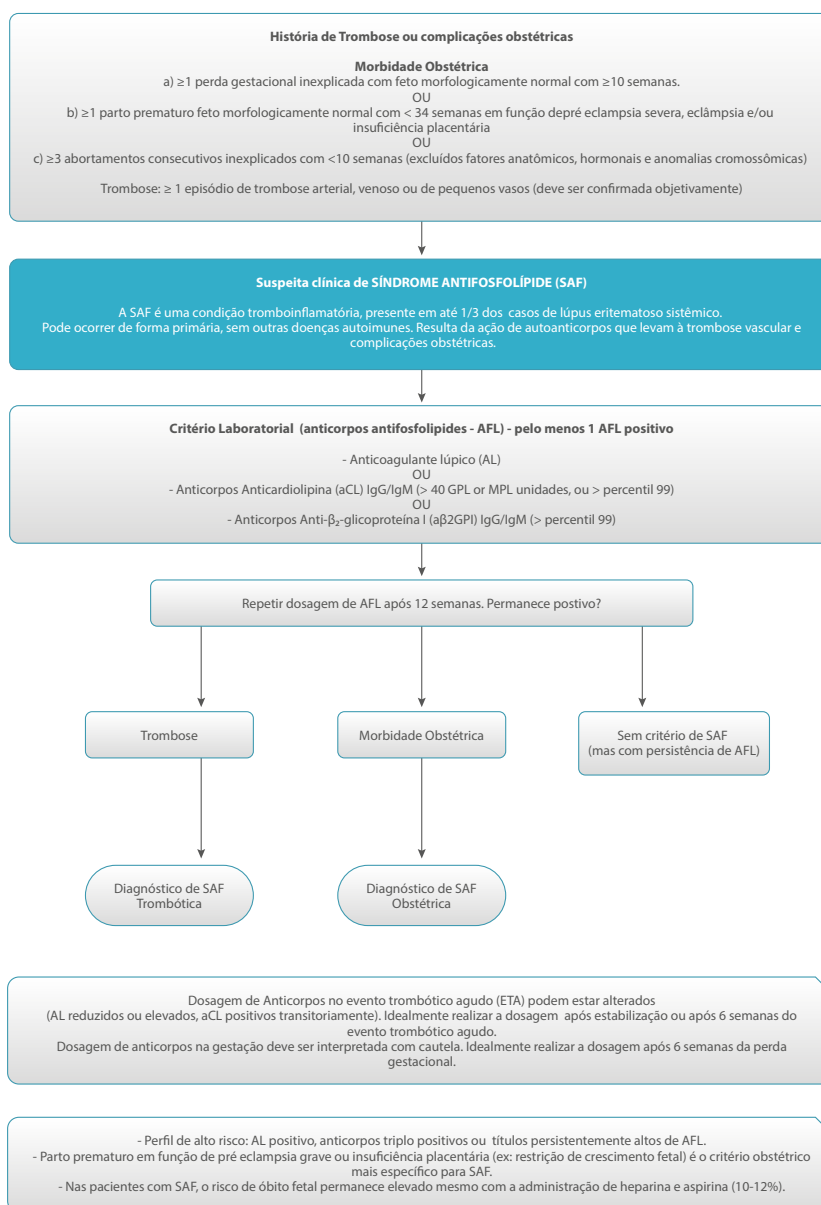 História de Trombose ou complicações obstétricas
Morbidade Obstétrica
a) ≥1 perda gestacional inexplicada com feto morfologicamente normal com ≥10 semanas.
OU
b) ≥1 parto prematuro feto morfologicamente normal com < 34 semanas em função depré eclampsia severa, eclâmpsia e/ou
insuficiência placentária
OU
c) ≥3 abortamentos consecutivos inexplicados com <10 semanas (excluídos fatores anatômicos, hormonais e anomalias cromossômicas)
Trombose: ≥ 1 episódio de trombose arterial, venoso ou de pequenos vasos (deve ser confirmada objetivamente)
Suspeita clínica de SÍNDROME ANTIFOSFOLÍPIDE (SAF)
A SAF é uma condição tromboinflamatória, presente em até 1/3 dos casos de lúpus eritematoso sistêmico.
Pode ocorrer de forma primária, sem outras doenças autoimunes. Resulta da ação de autoanticorpos que levam à trombose vascular e
complicações obstétricas.
Critério Laboratorial (anticorpos antifosfolipides - AFL) - pelo menos 1 AFL positivo
- Anticoagulante lúpico (AL)
OU
- Anticorpos Anticardiolipina (aCL) IgG/IgM (> 40 GPL or MPL unidades, ou > percentil 99)
OU
- Anticorpos Anti-β₂-glicoproteína I (aβ2GPI) IgG/IgM (> percentil 99)
Repetir dosagem de AFL após 12 semanas. Permanece postivo?
Trombose
Morbidade Obstétrica
Sem critério de SAF
(mas com persistência de AFL)
Diagnóstico de SAF
Trombótica
Diagnóstico de SAF
Obstétrica
Dosagem de Anticorpos no evento trombótico agudo (ETA) podem estar alterados
(AL reduzidos ou elevados, aCL positivos transitoriamente). Idealmente realizar a dosagem após estabilização ou após 6 semanas do
evento trombótico agudo.
Dosagem de anticorpos na gestação deve ser interpretada com cautela. Idealmente realizar a dosagem após 6 semanas da perda
gestacional.
- Perfil de alto risco: AL positivo, anticorpos triplo positivos ou títulos persistentemente altos de AFL.
- Parto prematuro em função de pré eclampsia grave ou insuficiência placentária (ex: restrição de crescimento fetal) é o critério obstétrico
mais específico para SAF.
- Nas pacientes com SAF, o risco de óbito fetal permanece elevado mesmo com a administração de heparina e aspirina (10-12%).